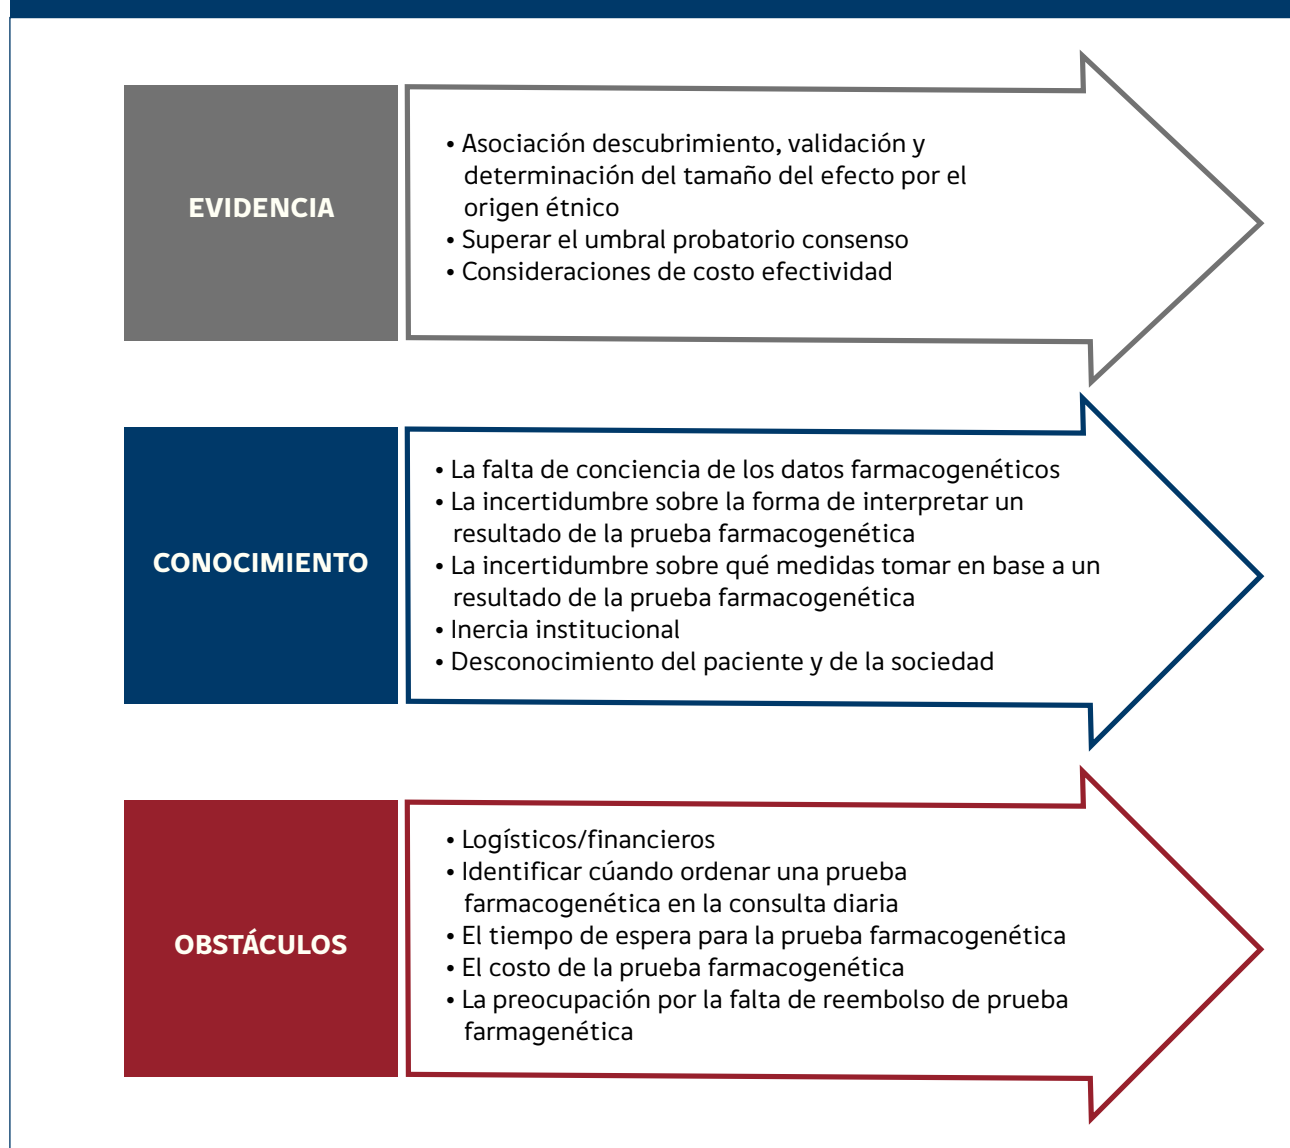 EVIDENCIA
• Asociación descubrimiento, validación y
determinación del tamaño del efecto por el
origen étnico
• Superar el umbral probatorio consenso
• Consideraciones de costo efectividad
CONOCIMIENTO
• La falta de conciencia de los datos farmacogenéticos
• La incertidumbre sobre la forma de interpretar un
resultado de la prueba farmacogenética
• La incertidumbre sobre qué medidas tomar en base a un
resultado de la prueba farmacogenética
• Inercia institucional
• Desconocimiento del paciente y de la sociedad
OBSTÁCULOS
• Logísticos/financieros
• Identificar cúando ordenar una prueba
farmacogenética en la consulta diaria
• El tiempo de espera para la prueba farmacogenética
• El costo de la prueba farmacogenética
• La preocupación por la falta de reembolso de prueba
farmagenética